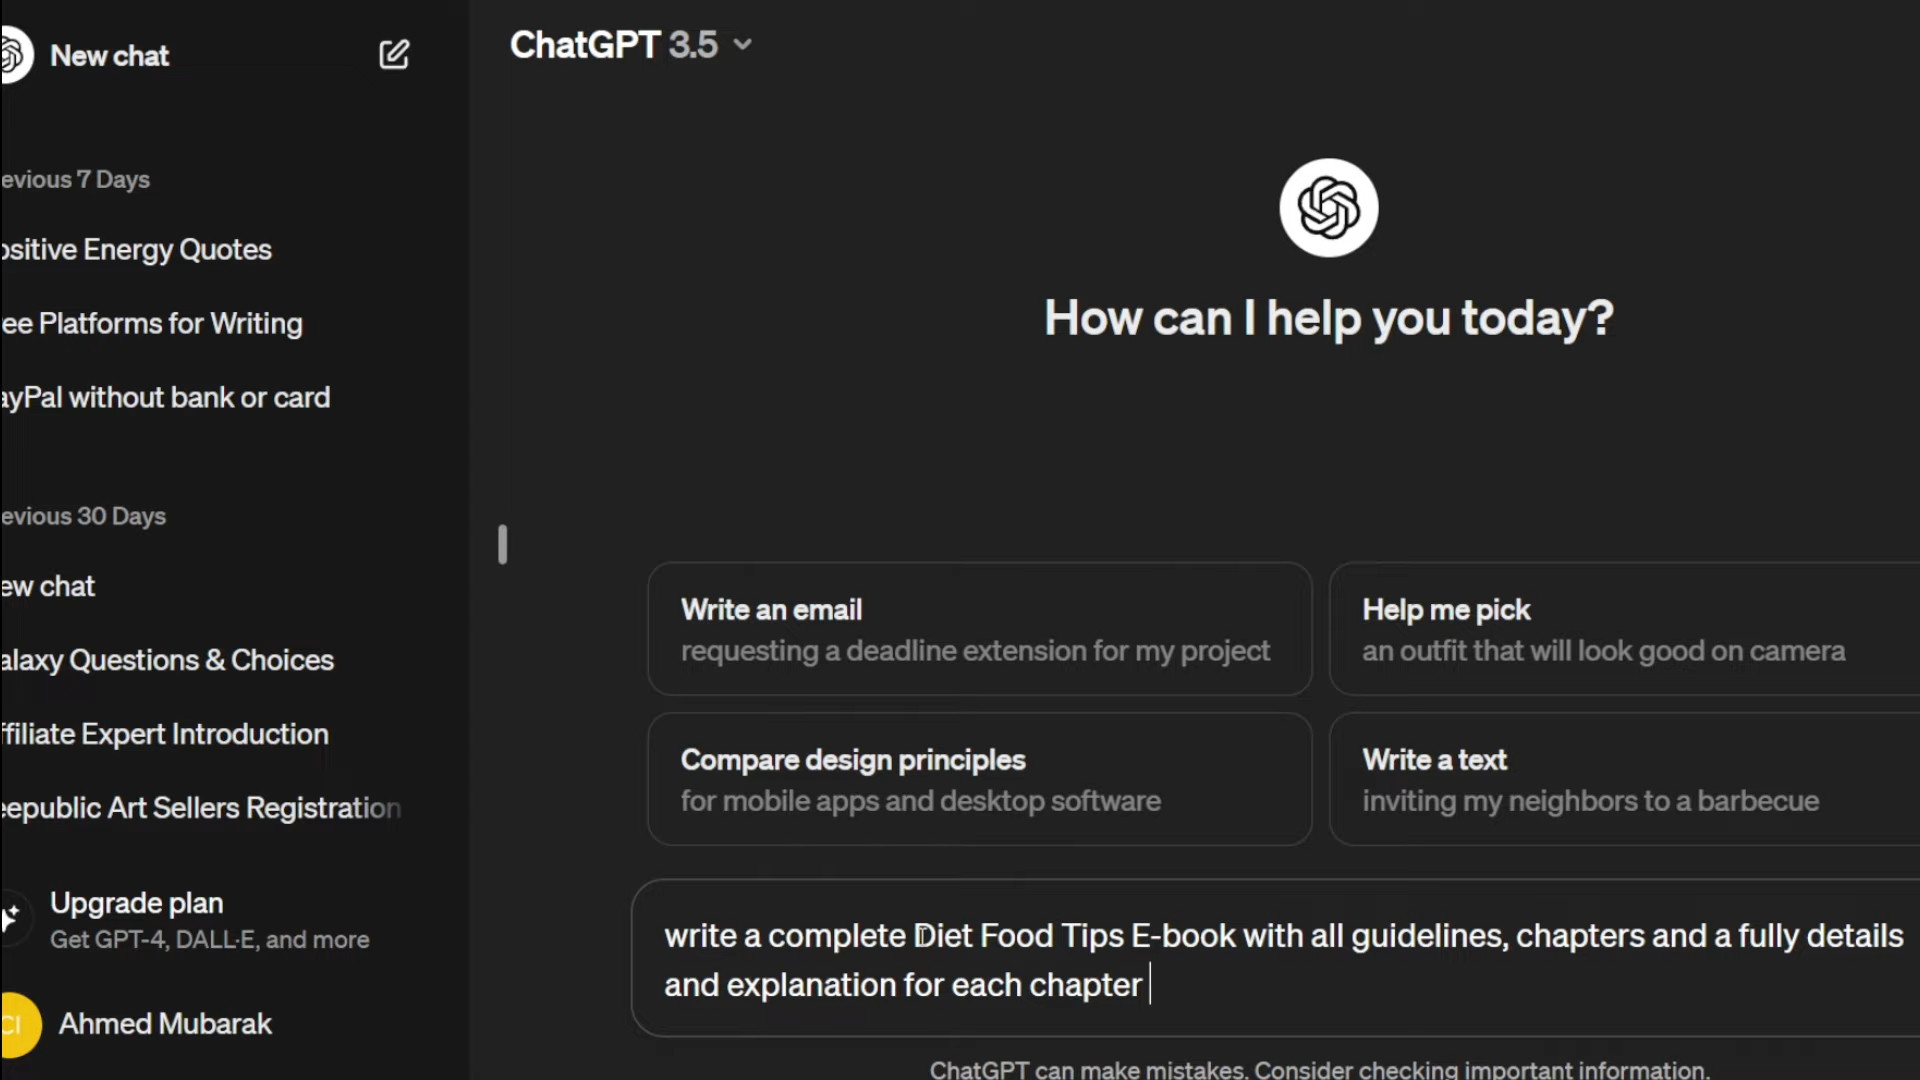 New chat
ChatGPT 3.5
evious 7 Days
ositive Energy Quotes
ee Platforms for Writing
ayPal without bank or card
evious 30 Days
ew chat
alaxy Questions & Choices
ffiliate Expert Introduction
eepublic Art Sellers Registration
Upgrade plan
Get GPT-4, DALL·E, and more
CI
Ahmed Mubarak
How can I help you today?
Write an email
requesting a deadline extension for my project
Help me pick
an outfit that will look good on camera
Compare design principles
for mobile apps and desktop software
Write a text
inviting my neighbors to a barbecue
write a complete Diet Food Tips E-book with all guidelines, chapters and a fully details
and explanation for each chapter
ChatGPT can make mistakes. Consider checking important information.